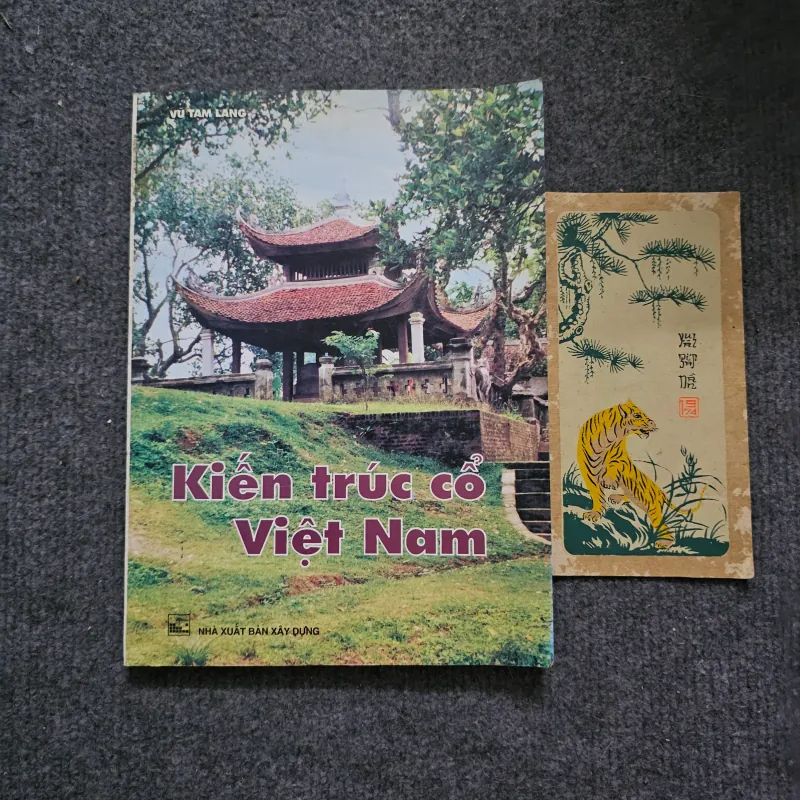 VŨ TAM LANG
Kiến trúc cổ
Việt Nam
NHÀ XUẤT BẢN XÂY DỰNG